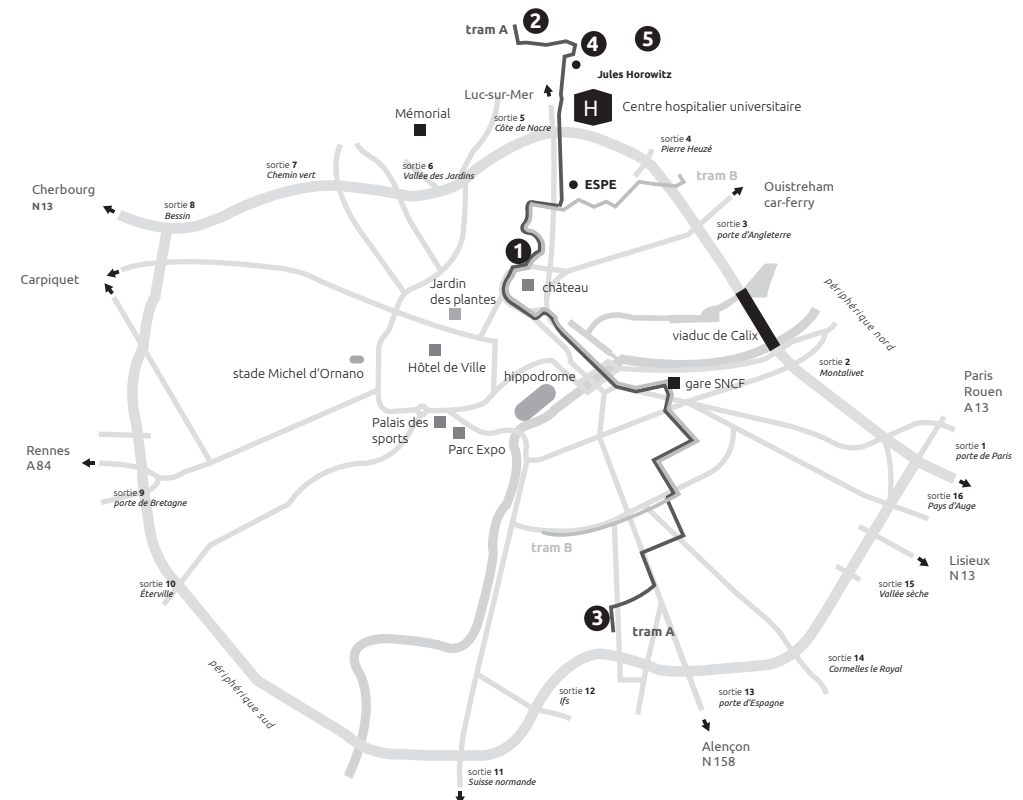 2
tram A
4
5
Jules Horowitz
Luc-sur-Mer
H
Centre hospitalier universitaire
Mémorial
sortie 5
Côte de Nacre
sortie 4
Pierre Heuzé
sortie 7
Chemin vert
sortie 6
Vallée des Jardins
tram B
ESPE
Cherbourg
N13
Ouistreham
car-ferry
sortie 8
Bessin
sortie 3
porte d'Angleterre
1
Carpiquet
Jardin
des plantes
château
périphérique nord
viaduc de Calix
stade Michel d'Ornano
Hôtel de Ville
hippodrome
gare SNCF
sortie 2
Montalivet
Paris
Rouen
A13
Palais des
sports
Parc Expo
Rennes
A84
sortie 1
porte de Paris
sortie 9
porte de Bretagne
sortie 16
Pays d'Auge
tram B
Lisieux
N13
sortie 10
Éterville
sortie 15
Vallée sèche
3
tram A
périphérique sud
sortie 14
Cormelles le Royal
sortie 12
Ifs
sortie 13
porte d'Espagne
Alençon
N158
sortie 11
Suisse normande